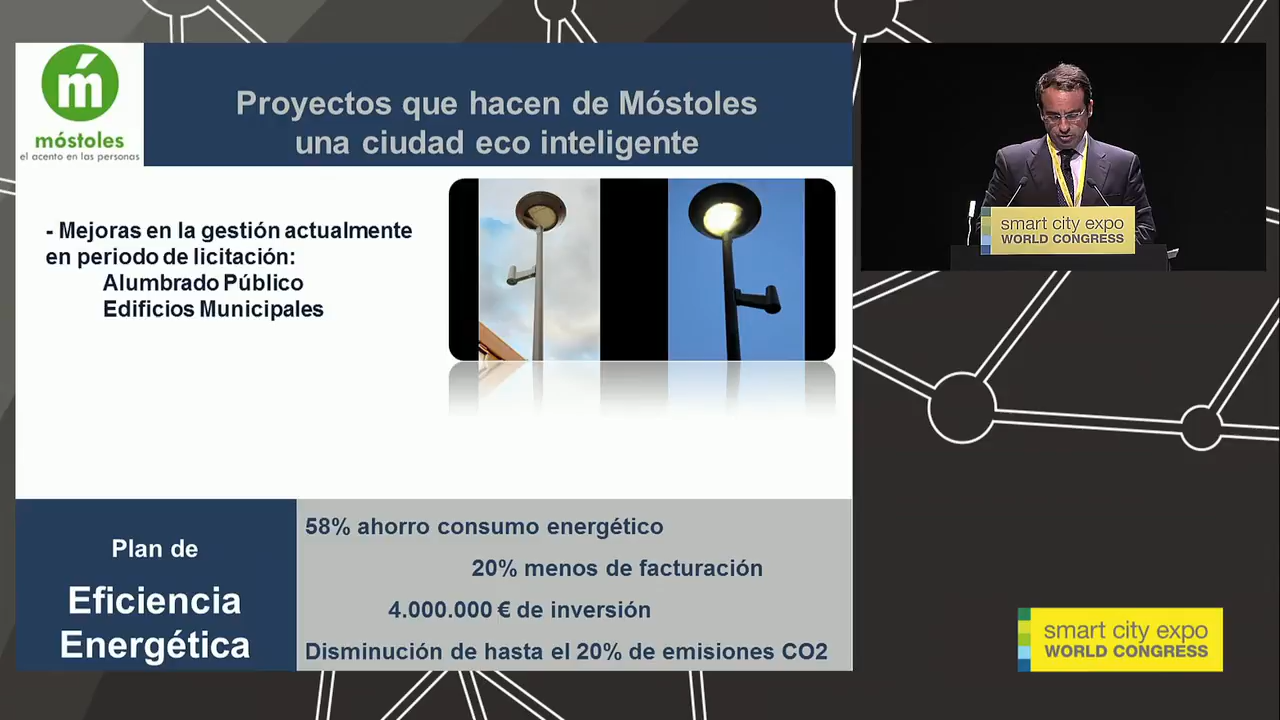 ḿ
móstoles
el acento en las personas
Proyectos que hacen de Móstoles
una ciudad eco inteligente
- Mejoras en la gestión actualmente
en periodo de licitación:
Alumbrado Público
Edificios Municipales
smart city expo
WORLD CONGRESS
Plan de
Eficiencia
Energética
58% ahorro consumo energético
20% menos de facturación
4.000.000 € de inversión
Disminución de hasta el 20% de emisiones CO2
smart city expo
WORLD CONGRESS